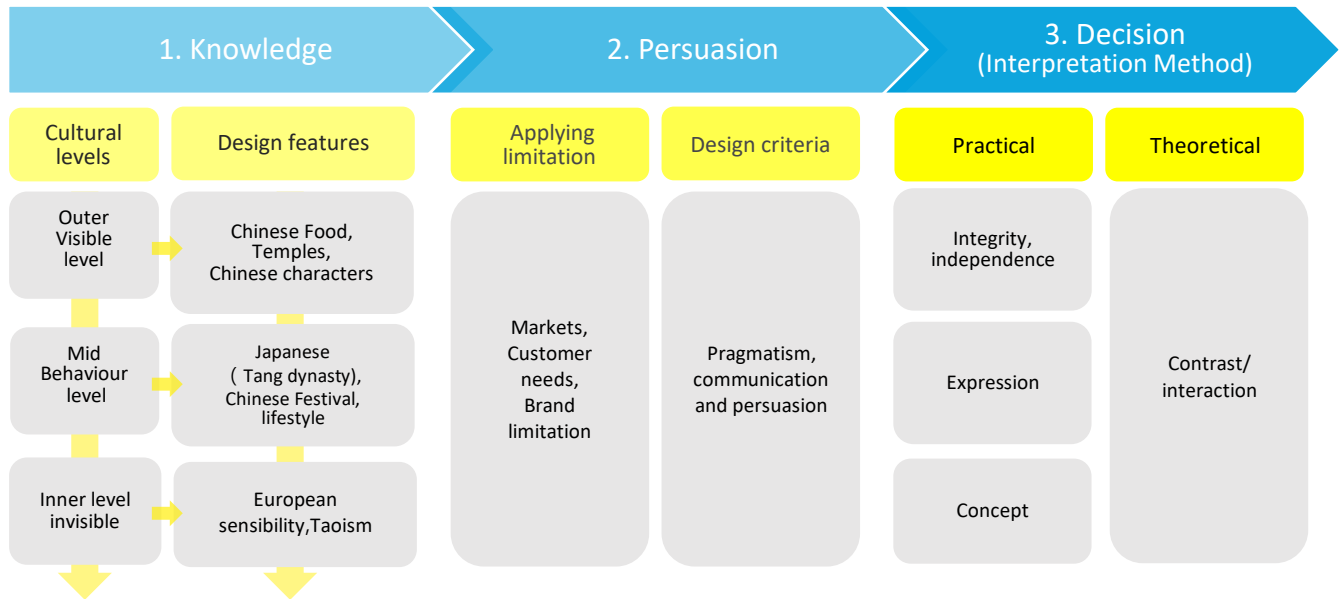 1. Knowledge
2. Persuasion
3. Decision
(Interpretation Method)
Cultural
levels
Design features
Applying
limitation
Design criteria
Practical
Theoretical
Outer
Visible
level
Chinese Food,
Temples,
Chinese characters
Mid
Behaviour
level
Japanese
( Tang dynasty),
Chinese Festival,
lifestyle
Inner level
invisible
European
sensibility,Taoism
Markets,
Customer
needs,
Brand
limitation
Pragmatism,
communication
and persuasion
Integrity,
independence
Expression
Concept
Contrast/
interaction